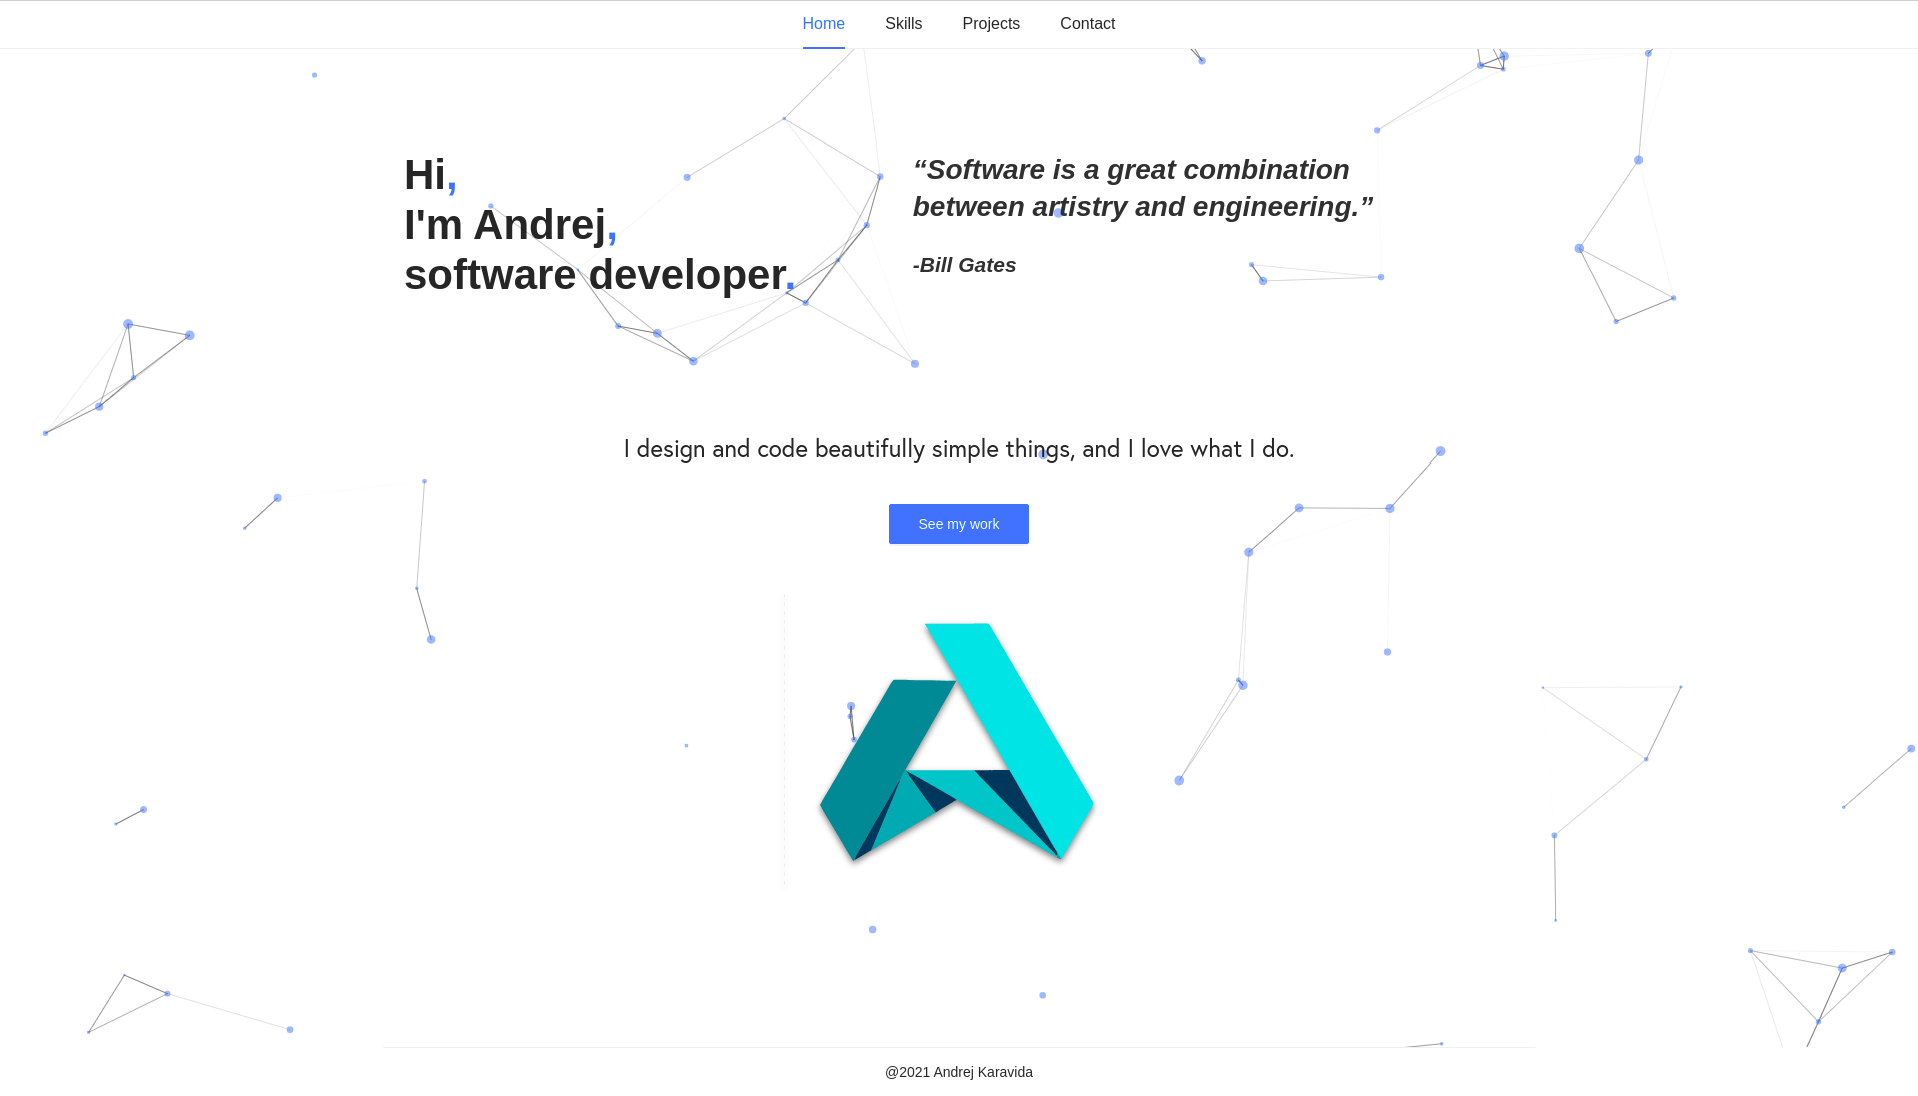 Home Skills Projects Contact
Hi,
I'm Andrej,
software developer.
“Software is a great combination
between artistry and engineering.”
-Bill Gates
I design and code beautifully simple things, and I love what I do.
See my work
@2021 Andrej Karavida